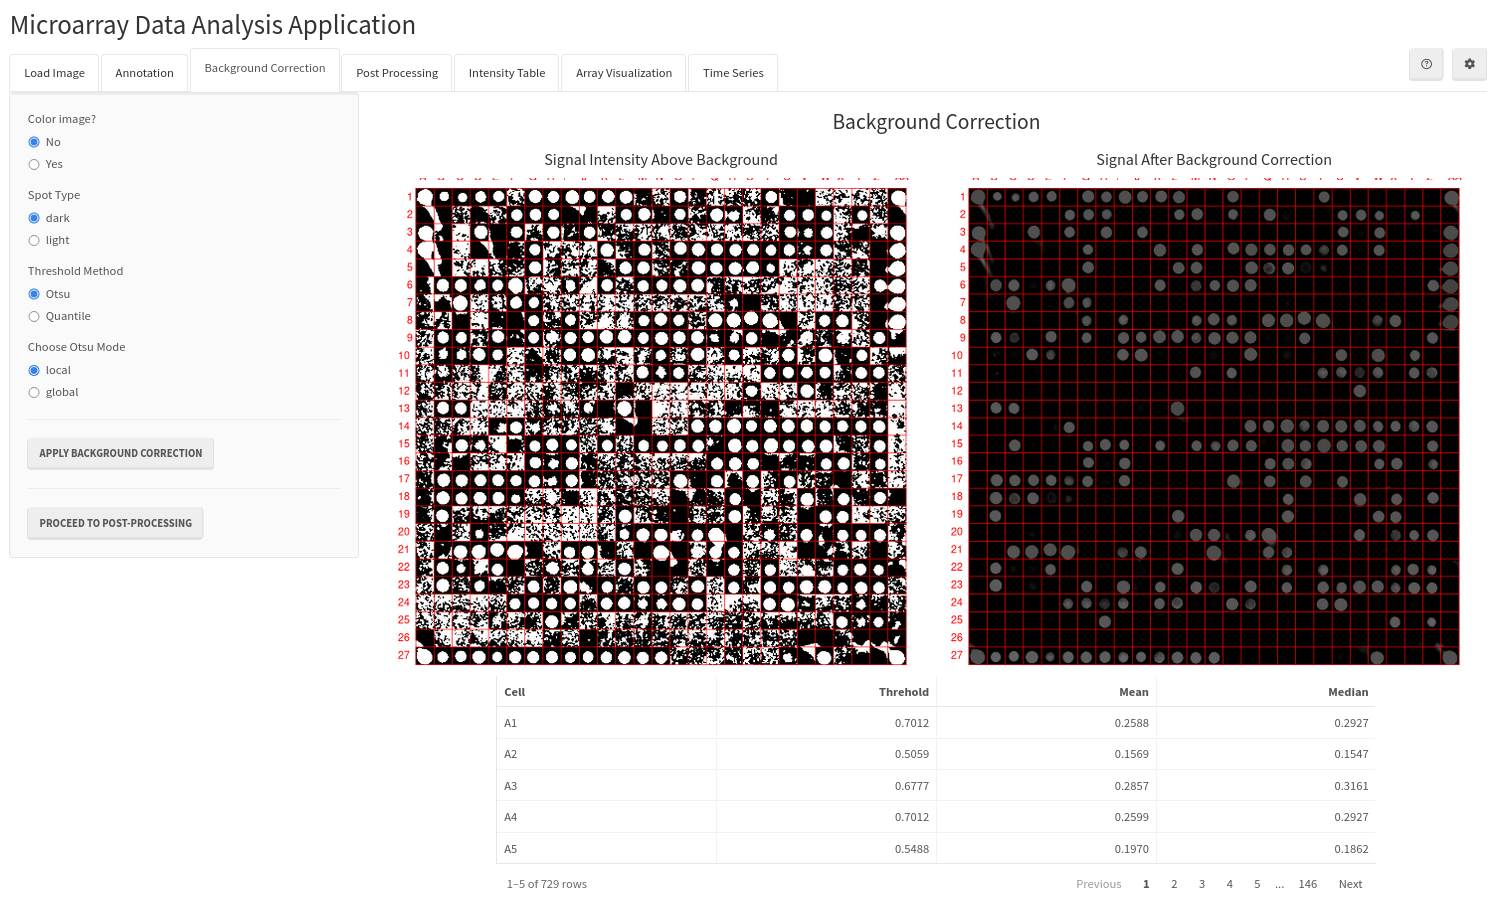 Microarray Data Analysis Application
Load Image Annotation Background Correction Post Processing Intensity Table Array Visualization Time Series
Color image?
No
Yes
Spot Type
dark
light
Threshold Method
Otsu
Quantile
Choose Otsu Mode
local
global
APPLY BACKGROUND CORRECTION
PROCEED TO POST-PROCESSING
Background Correction
Signal Intensity Above Background
1
2
3
4
5
6
7
8
9
10
11
12
13
14
15
16
17
18
19
20
21
22
23
24
25
26
27
Signal After Background Correction
1
2
3
4
5
6
7
8
9
10
11
12
13
14
15
16
17
18
19
20
21
22
23
24
25
26
27
Cell Threhold Mean Median
A1 0.7012 0.2588 0.2927
A2 0.5059 0.1569 0.1547
A3 0.6777 0.2857 0.3161
A4 0.7012 0.2599 0.2927
A5 0.5488 0.1970 0.1862
1–5 of 729 rows Previous 1 2 3 4 5 ... 146 Next